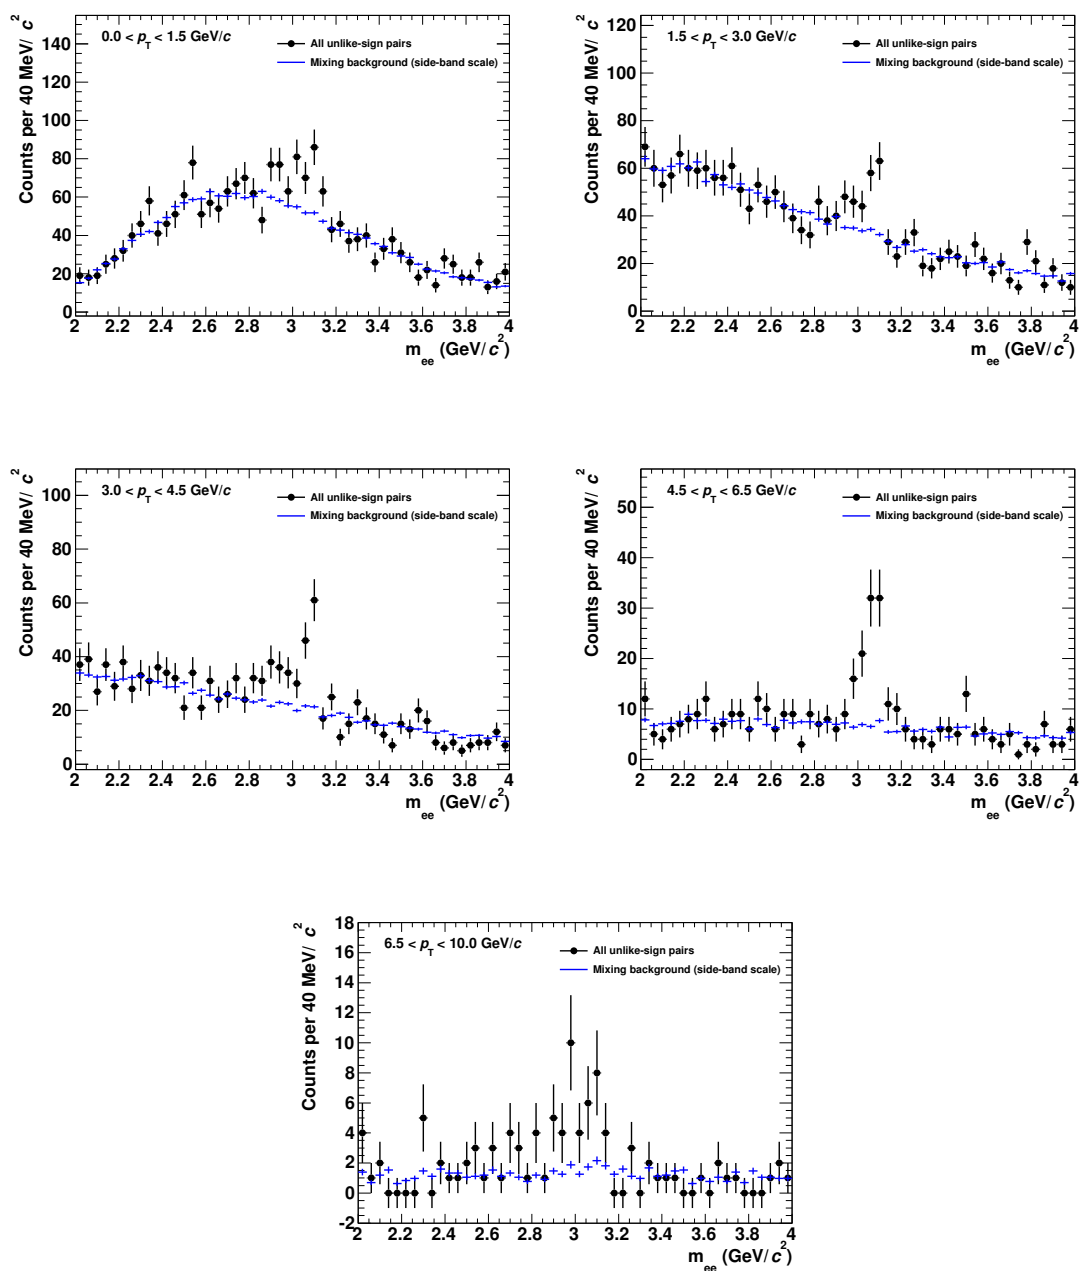 0.0 < pT < 1.5 GeV/c
All unlike-sign pairs
Mixing background (side-band scale)
Counts per 40 MeV/ c2
140
120
100
80
60
40
20
0
2 2.2 2.4 2.6 2.8 3 3.2 3.4 3.6 3.8 4
mee (GeV/c2)
1.5 < pT < 3.0 GeV/c
All unlike-sign pairs
Mixing background (side-band scale)
Counts per 40 MeV/ c2
120
100
80
60
40
20
0
2 2.2 2.4 2.6 2.8 3 3.2 3.4 3.6 3.8 4
mee (GeV/c2)
3.0 < pT < 4.5 GeV/c
All unlike-sign pairs
Mixing background (side-band scale)
Counts per 40 MeV/ c2
100
80
60
40
20
0
2 2.2 2.4 2.6 2.8 3 3.2 3.4 3.6 3.8 4
mee (GeV/c2)
4.5 < pT < 6.5 GeV/c
All unlike-sign pairs
Mixing background (side-band scale)
Counts per 40 MeV/ c2
50
40
30
20
10
0
2 2.2 2.4 2.6 2.8 3 3.2 3.4 3.6 3.8 4
mee (GeV/c2)
6.5 < pT < 10.0 GeV/c
All unlike-sign pairs
Mixing background (side-band scale)
Counts per 40 MeV/ c2
18
16
14
12
10
8
6
4
2
0
-2
2 2.2 2.4 2.6 2.8 3 3.2 3.4 3.6 3.8 4
mee (GeV/c2)